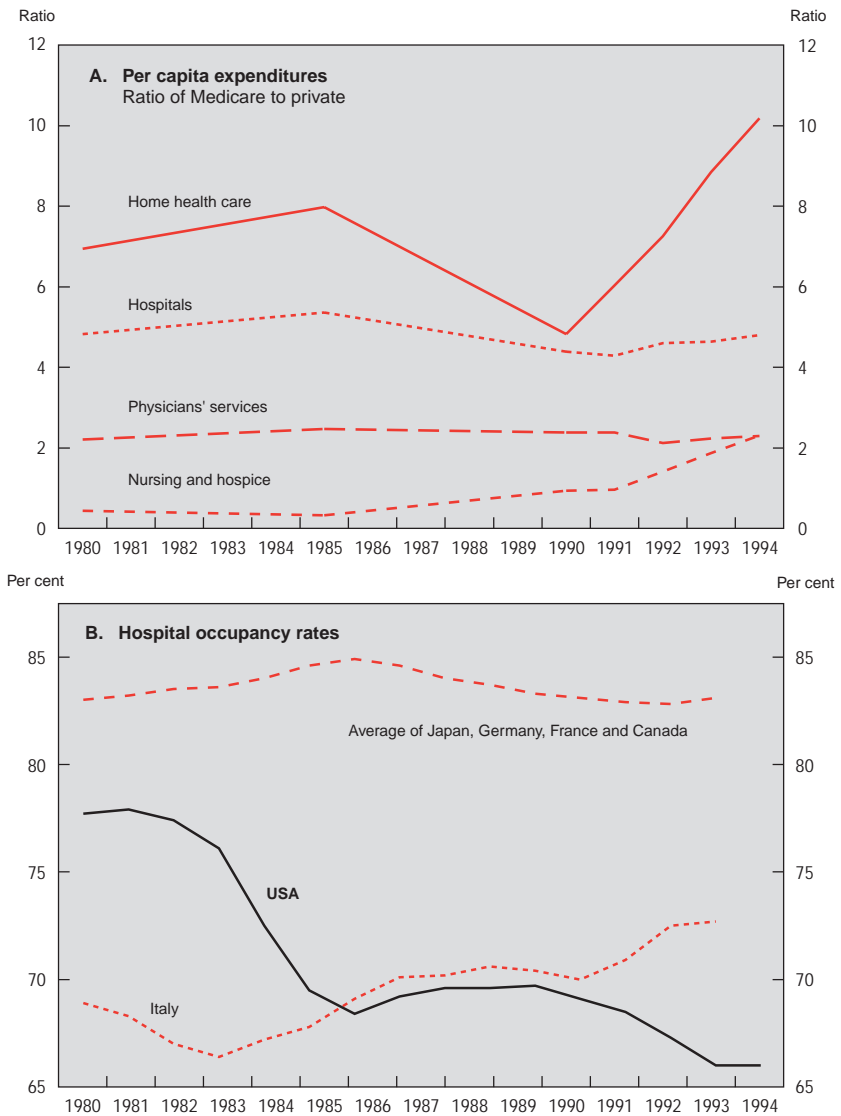 Ratio Ratio
12 12
A. Per capita expenditures
Ratio of Medicare to private
10 10
Home health care
8 8
6 6
Hospitals
4 4
Physicians' services
2 2
Nursing and hospice
0 0
1980 1981 1982 1983 1984 1985 1986 1987 1988 1989 1990 1991 1992 1993 1994
Per cent Per cent
B. Hospital occupancy rates
85 85
Average of Japan, Germany, France and Canada
80 80
75 75
USA
70 70
Italy
65 65
1980 1981 1982 1983 1984 1985 1986 1987 1988 1989 1990 1991 1992 1993 1994